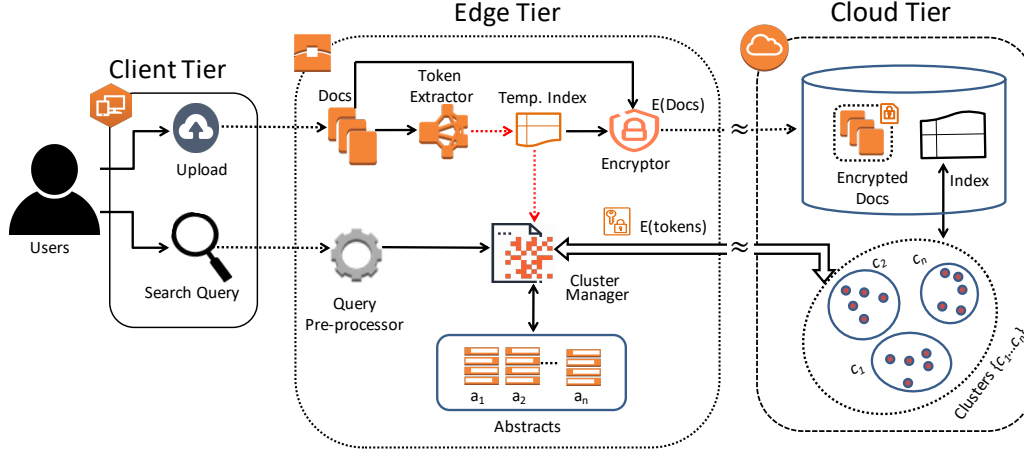 Edge Tier
Cloud Tier
Client Tier
Users
Upload
Search Query
Docs
Token
Extractor
Temp. Index
E(Docs)
Encryptor
≈
Encrypted
Docs
Index
Query
Pre-processor
...
Cluster
Manager
E(tokens)
≈
a1
a2
an
Abstracts
c2
cn
c1
Clusters {c1..cn}